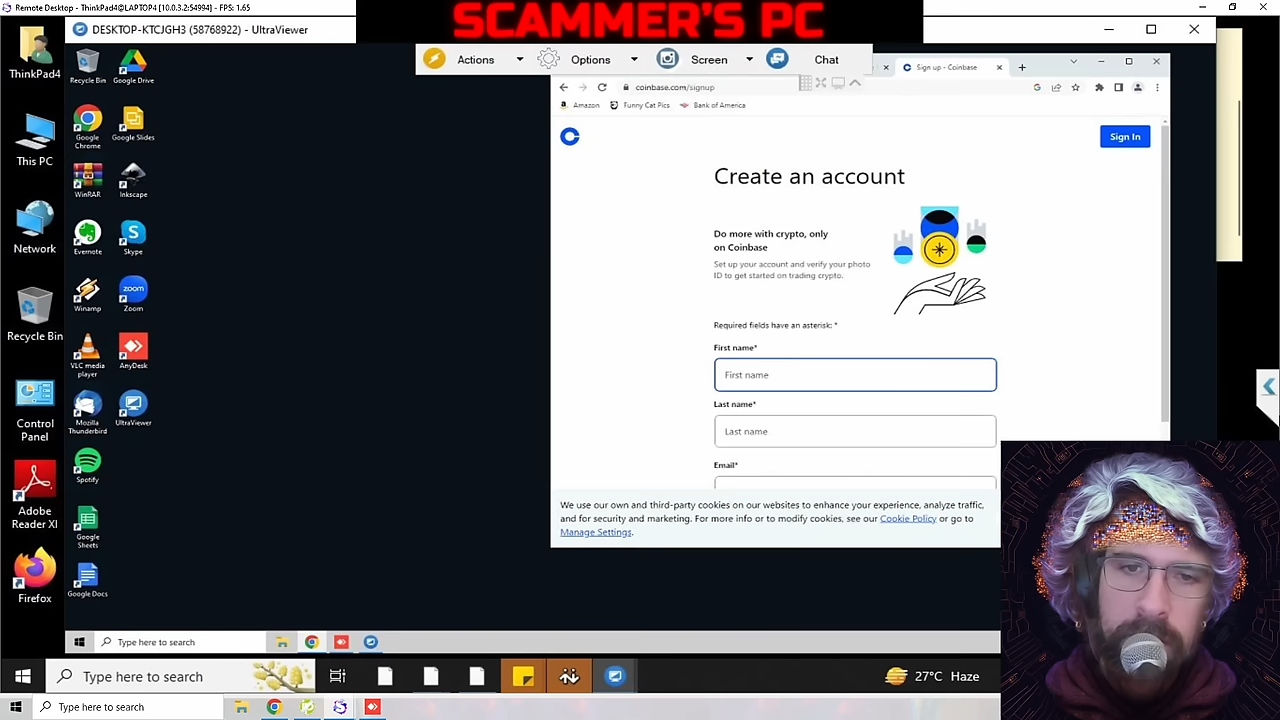 Remote Desktop - ThinkPad4@LAPTOP4 [10.0.3.2:54994] - FPS: 1.65
SCAMMER'S PC
DESKTOP-KTCJGH3 (58768922) - UltraViewer
Actions
Options
Screen
Chat
Sign up - Coinbase
coinbase.com/signup
Amazon
Funny Cat Pics
Bank of America
Sign In
Create an account
Do more with crypto, only
on Coinbase
Set up your account and verify your photo
ID to get started on trading crypto.
Required fields have an asterisk: *
First name*
First name
Last name*
Last name
Email*
We use our own and third-party cookies on our websites to enhance your experience, analyze traffic,
and for security and marketing. For more info or to modify cookies, see our Cookie Policy or go to
Manage Settings.
ThinkPad4
This PC
Network
Recycle Bin
Control
Panel
Adobe
Reader XI
Firefox
Recycle Bin
Google Drive
Google
Chrome
Google Slides
WinRAR
Inkscape
Evernote
Skype
Winamp
Zoom
zoom
VLC media
player
AnyDesk
Mozilla
Thunderbird
UltraViewer
Spotify
Google
Sheets
Google Docs
Type here to search
Type here to search
27°C Haze
Type here to search